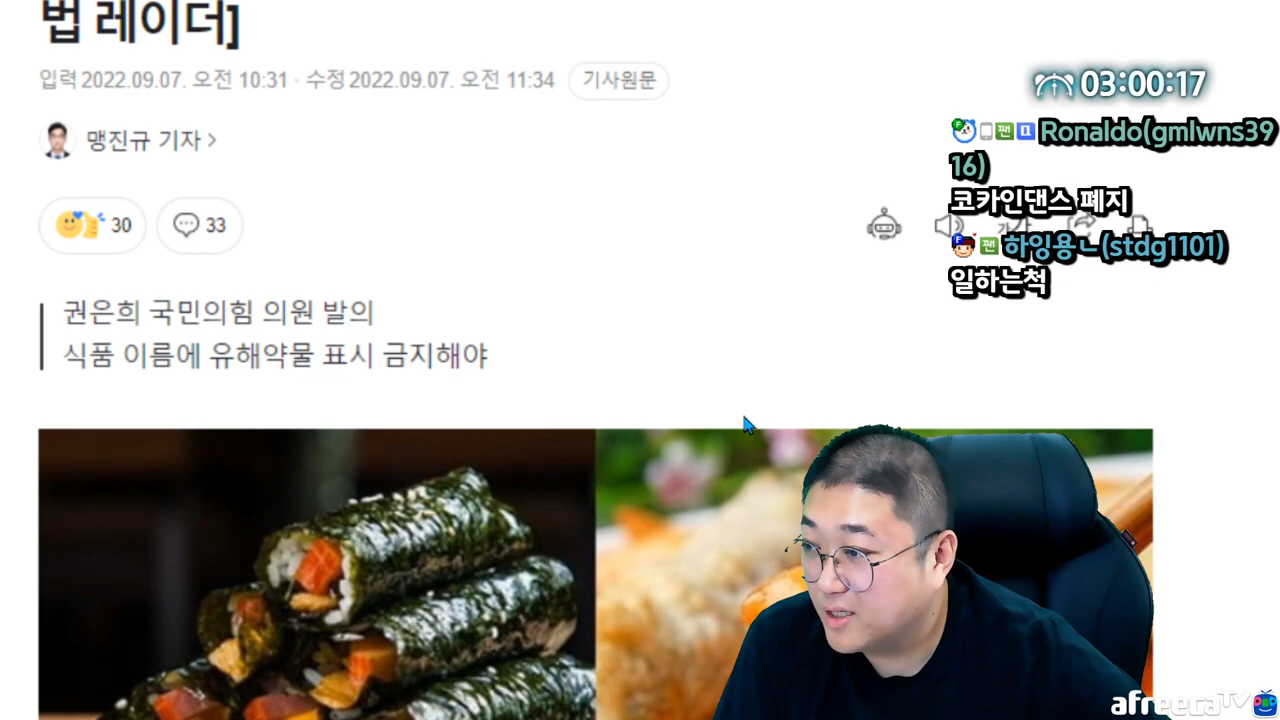 법 레이더]
입력 2022.09.07. 오전 10:31 · 수정 2022.09.07. 오전 11:34 기사원문
맹진규 기자 >
30 33
권은희 국민의힘 의원 발의
식품 이름에 유해약물 표시 금지해야
03:00:17
팬 Ronaldo(gmlwns39
16)
코카인댄스 폐지
팬 하잉용ㄴ(stdg1101)
일하는척
afreecaTV